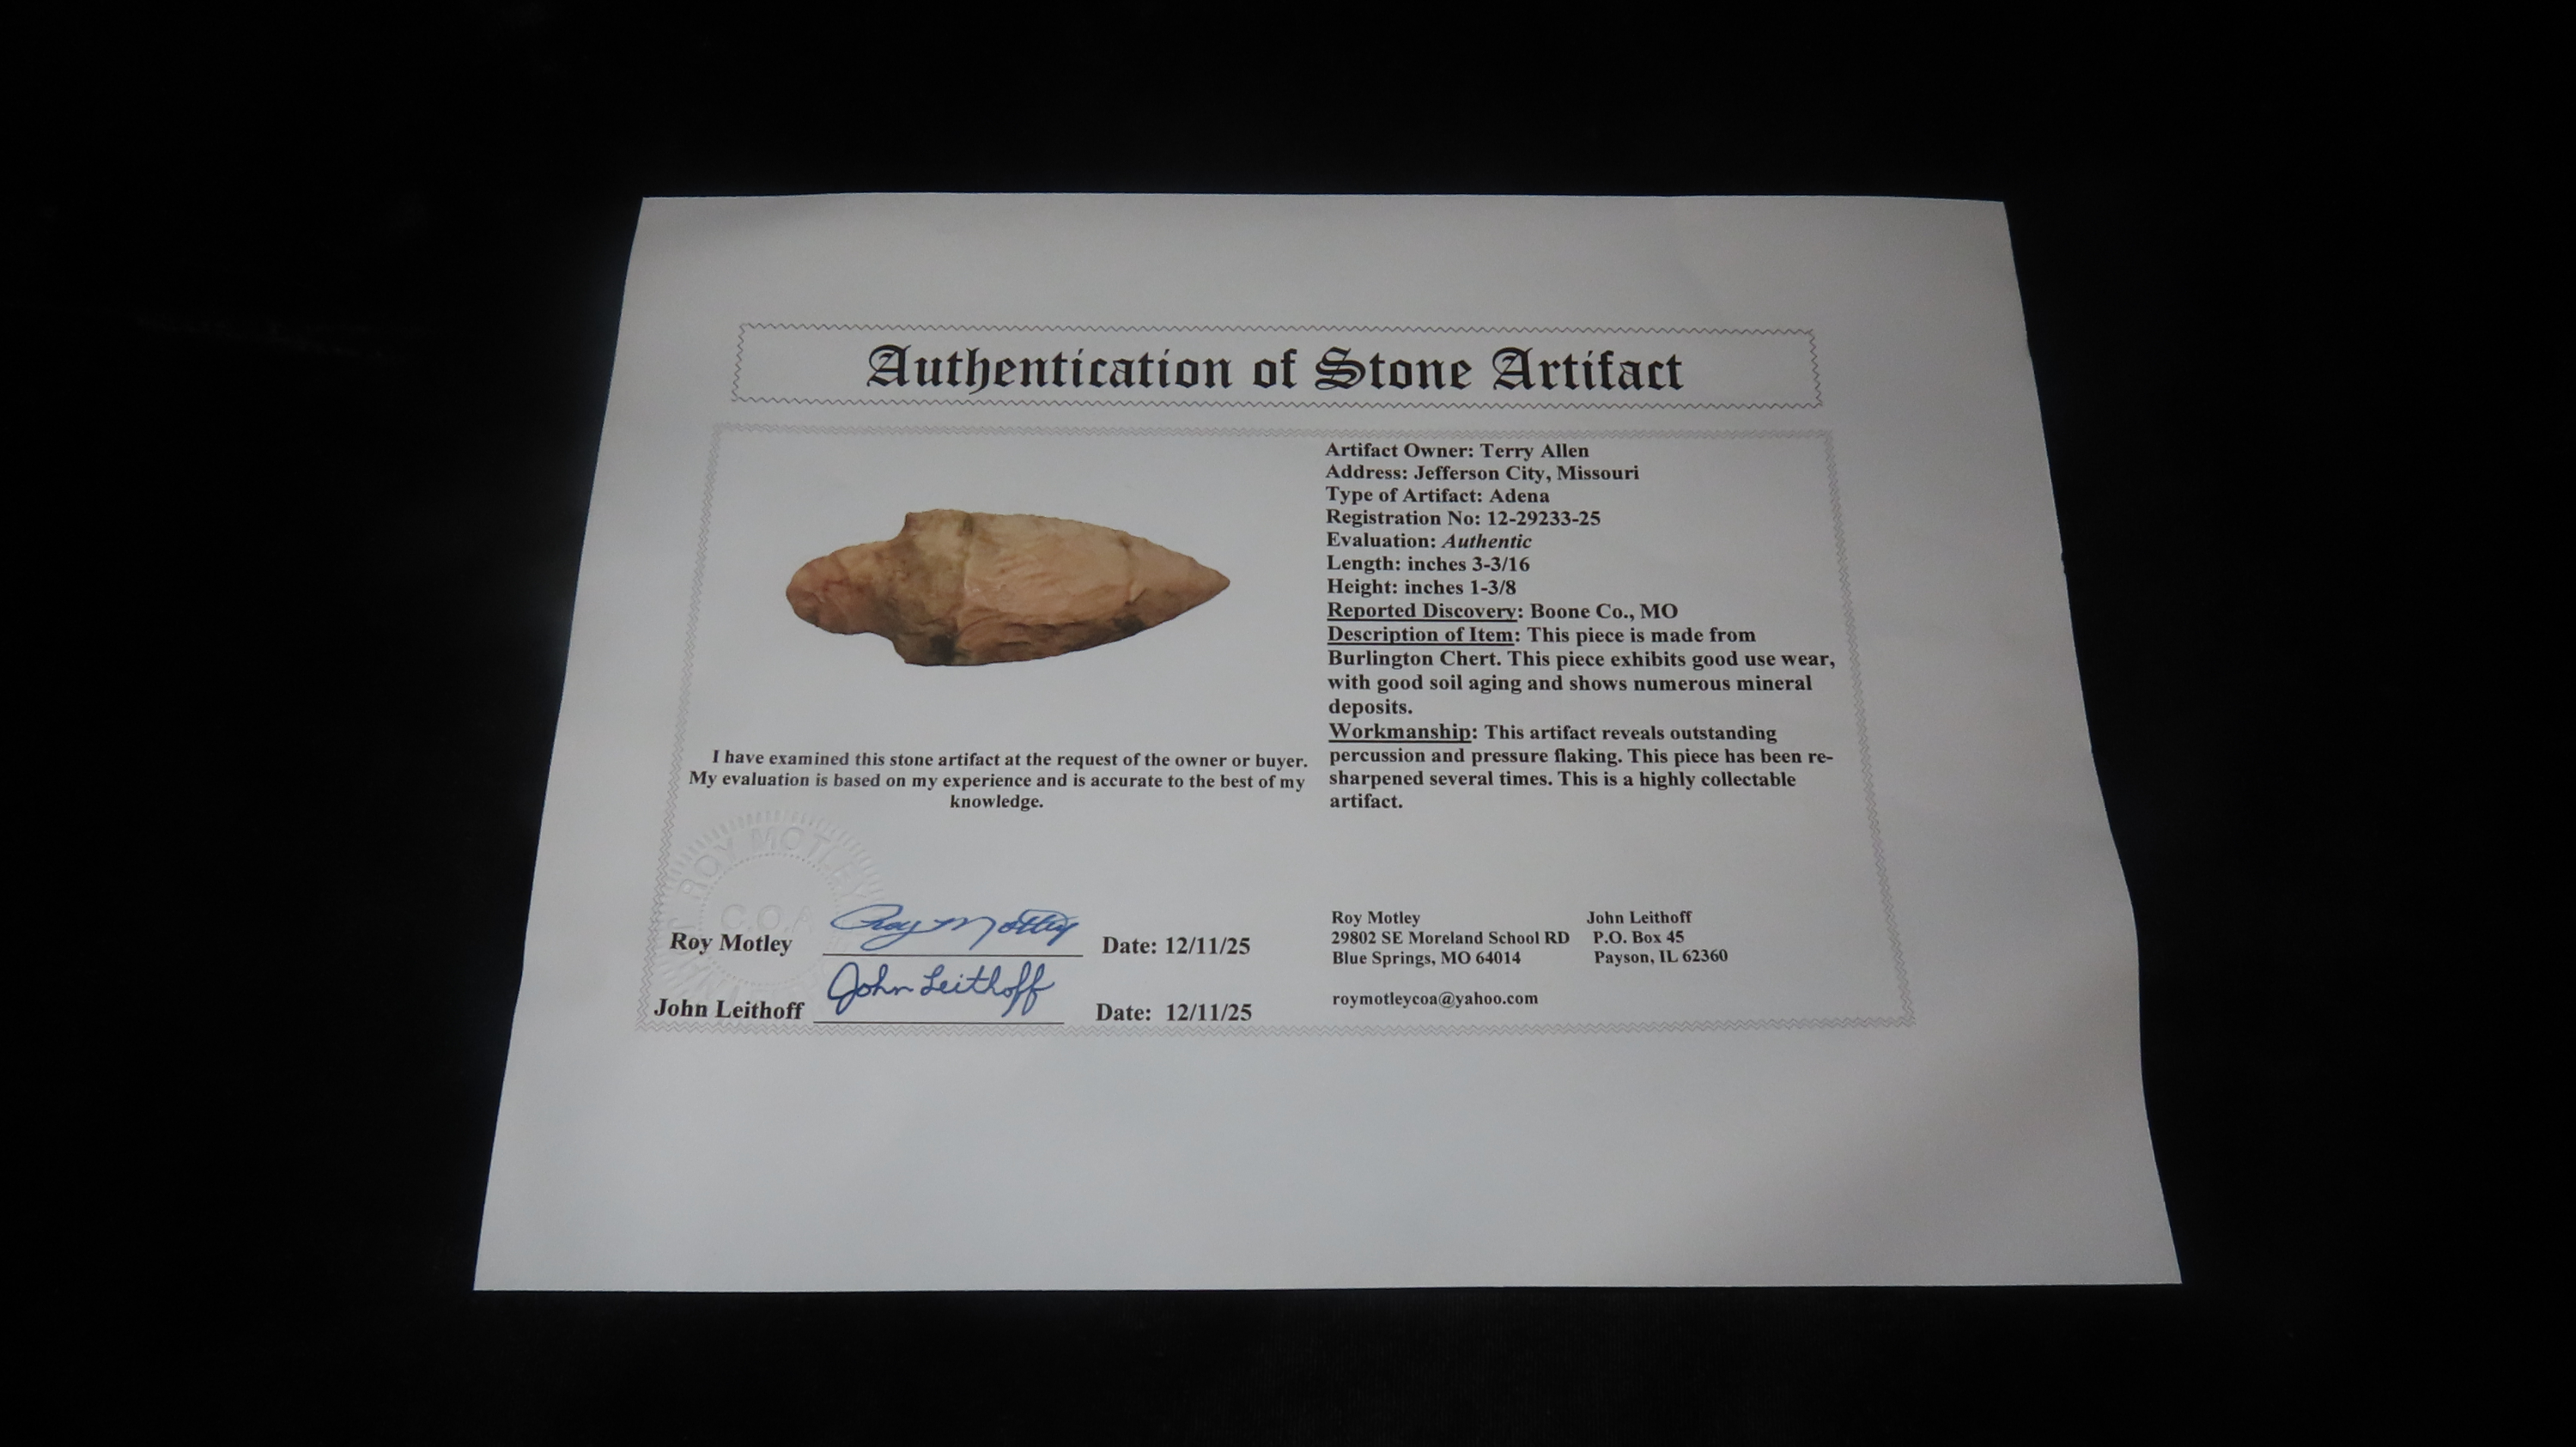 Authentication of Stone Artifact
Artifact Owner: Terry Allen
Address: Jefferson City, Missouri
Type of Artifact: Adena
Registration No: 12-29233-25
Evaluation: Authentic
Length: inches 3-3/16
Height: inches 1-3/8
Reported Discovery: Boone Co., MO
Description of Item: This piece is made from
Burlington Chert. This piece exhibits good use wear,
with good soil aging and shows numerous mineral
deposits.
Workmanship: This artifact reveals outstanding
percussion and pressure flaking. This piece has been re-
sharpened several times. This is a highly collectable
artifact.
I have examined this stone artifact at the request of the owner or buyer.
My evaluation is based on my experience and is accurate to the best of my
knowledge.
ROY MOTLEY
C.O.A
Roy Motley Roy Motley Date: 12/11/25
John Leithoff John Leithoff Date: 12/11/25
Roy Motley
29802 SE Moreland School RD
Blue Springs, MO 64014
roymotleycoa@yahoo.com
John Leithoff
P.O. Box 45
Payson, IL 62360